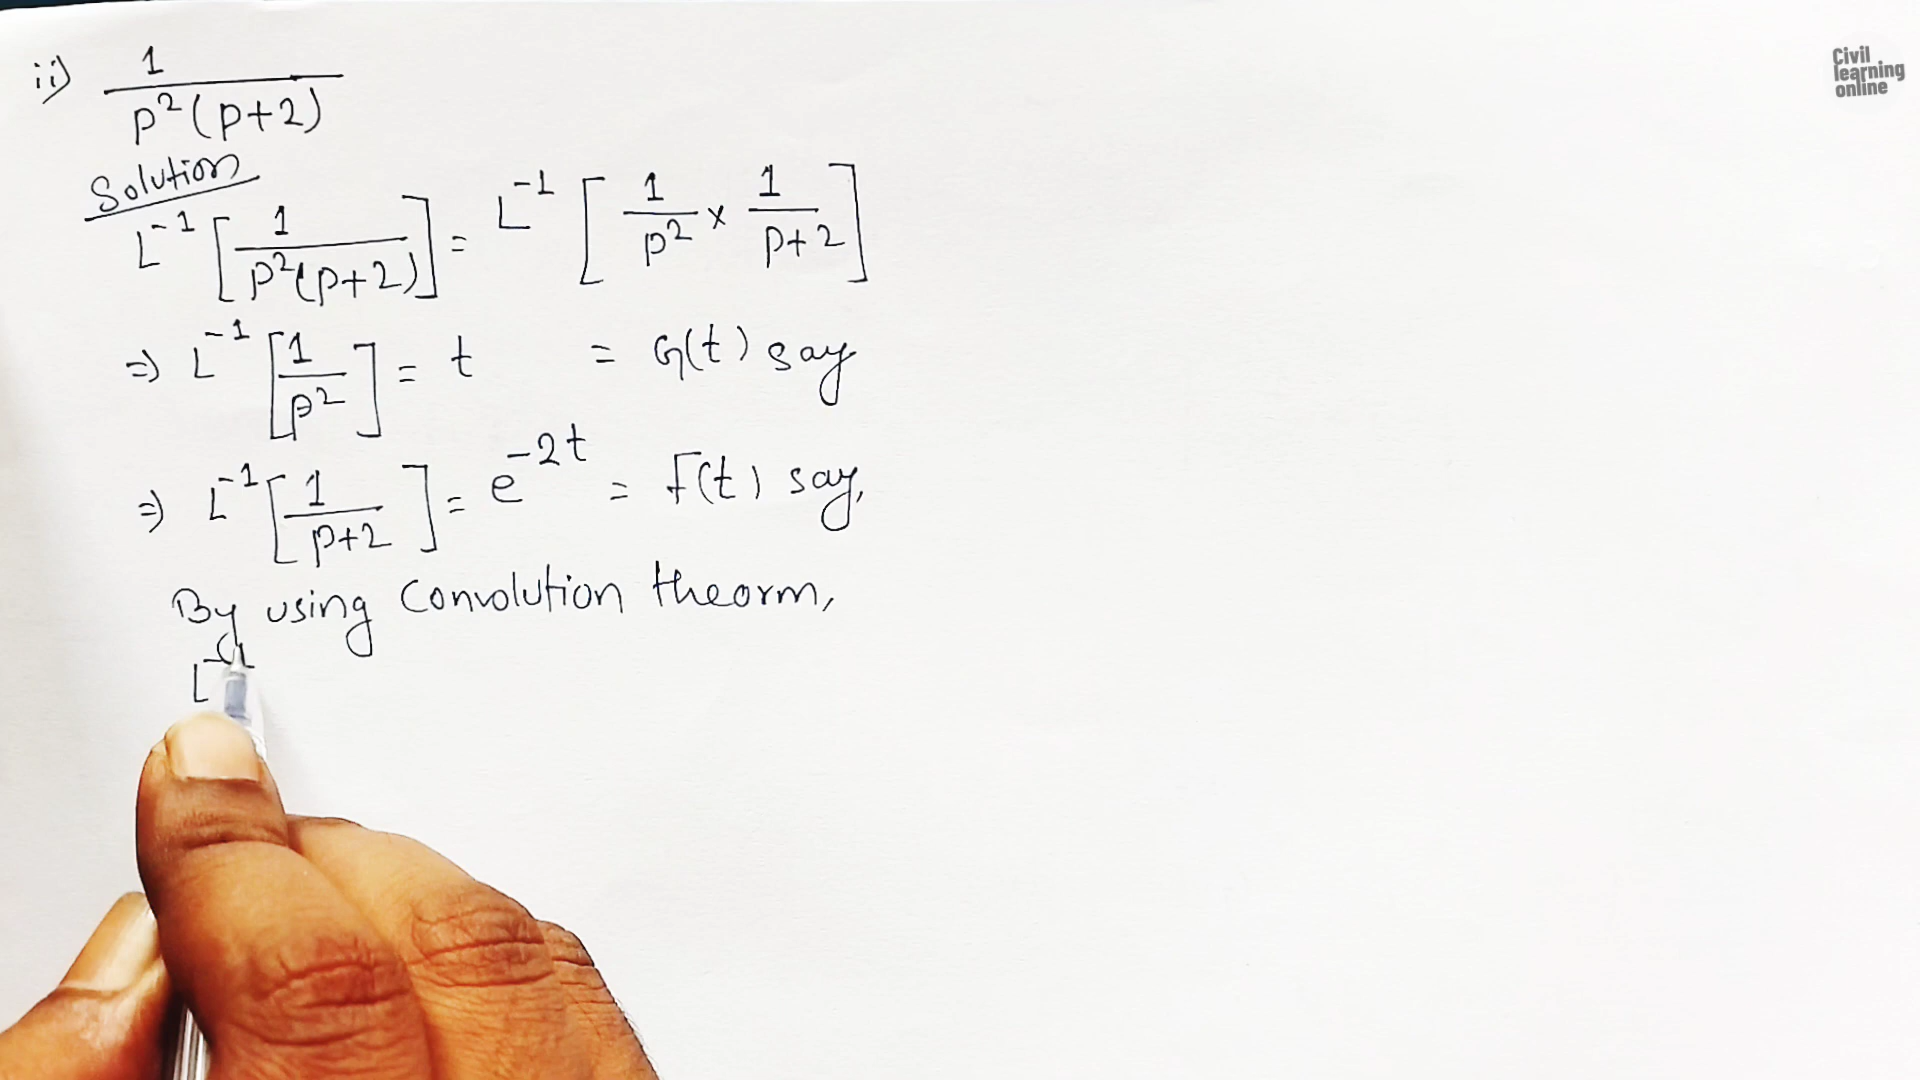 ii) 1/p²(p+2)
Solution
L⁻¹[1/p²(p+2)] = L⁻¹[1/p² × 1/p+2]
⇒ L⁻¹[1/p²] = t = G(t) say
⇒ L⁻¹[1/p+2] = e⁻²ᵗ = F(t) say,
By using Convolution theorm,
L⁻¹
Civil
learning
online